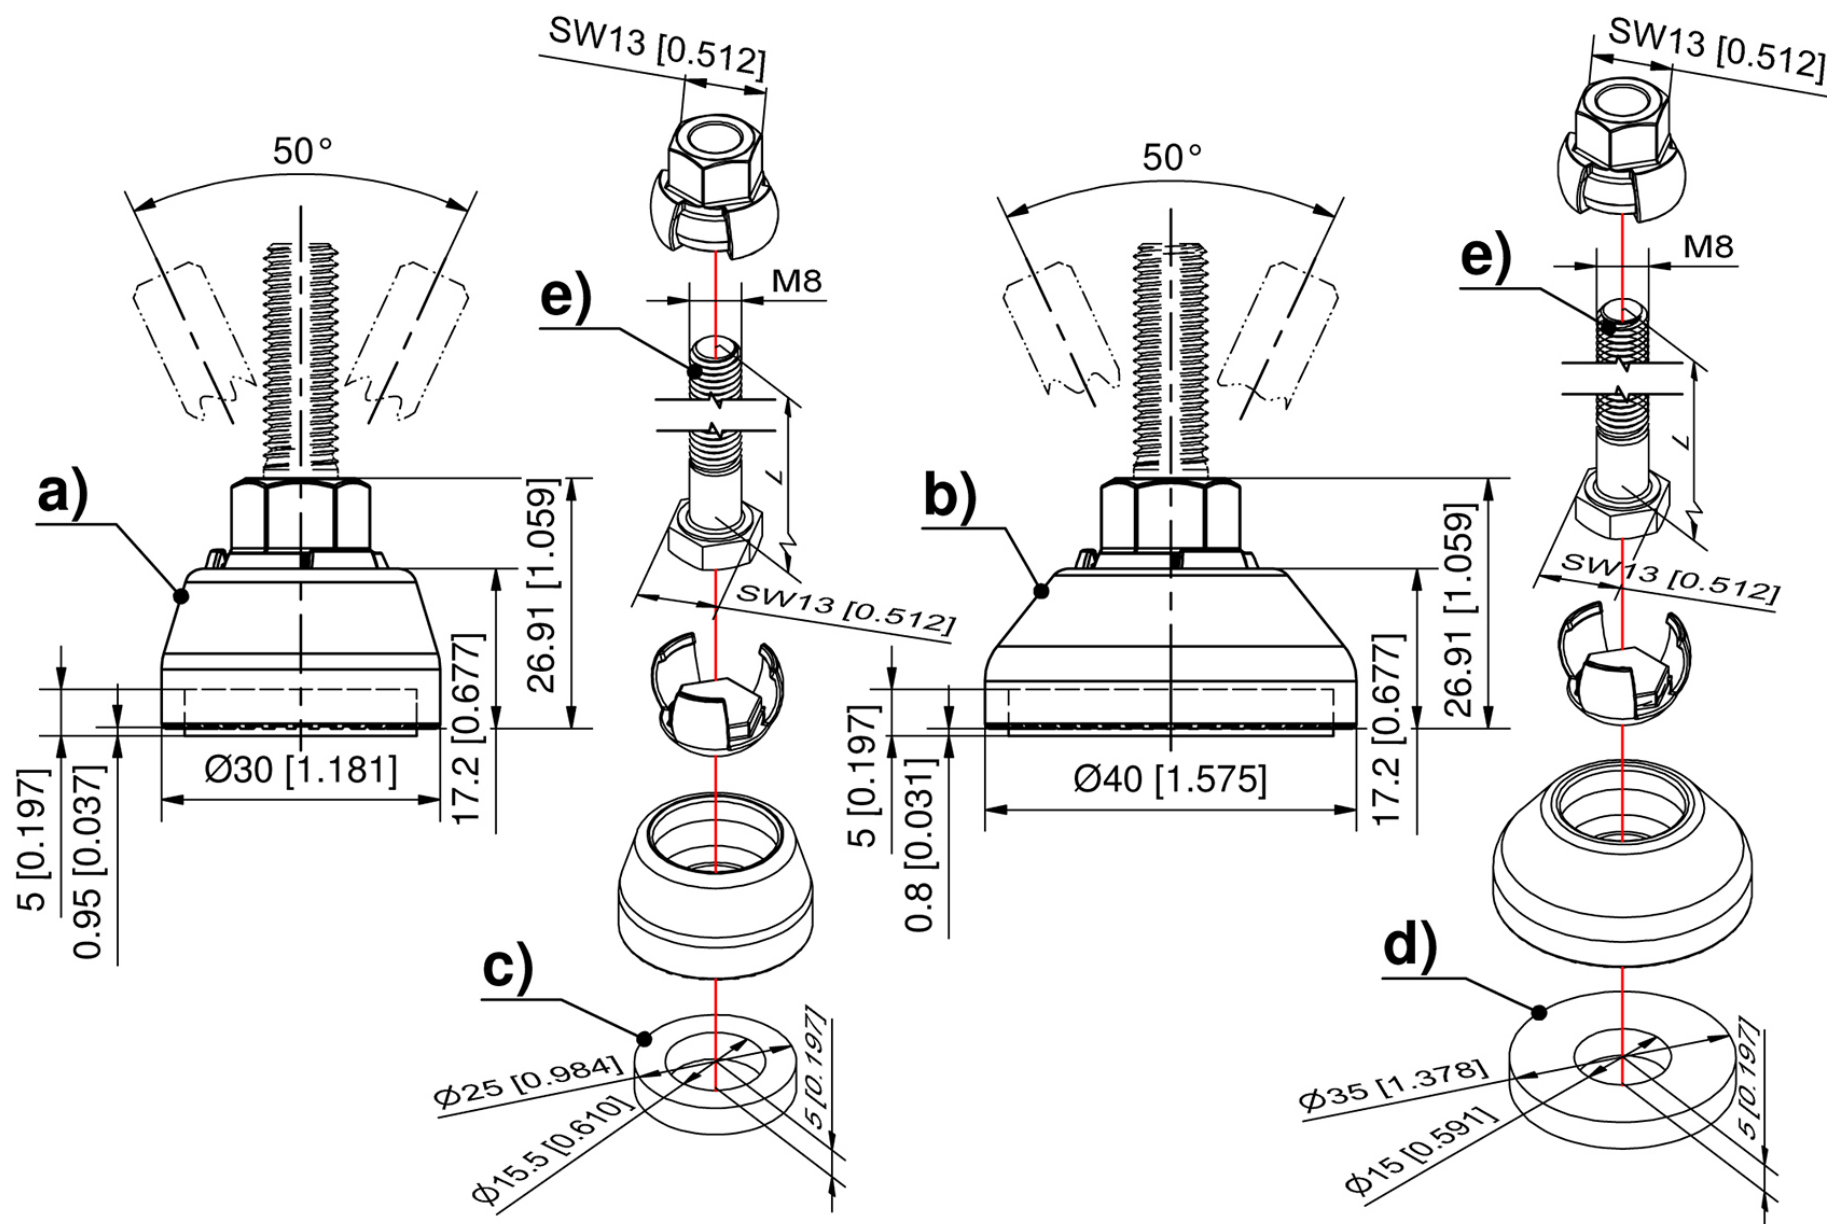 SW13 [0.512]
50°
e)
M8
L
a)
26.91 [1.059]
SW13 [0.512]
17.2 [0.677]
5 [0.197]
0.95 [0.037]
Ø30 [1.181]
c)
Ø25 [0.984]
Ø15.5 [0.610]
5 [0.197]
SW13 [0.512]
50°
e)
M8
L
b)
26.91 [1.059]
SW13 [0.512]
17.2 [0.677]
5 [0.197]
0.8 [0.031]
Ø40 [1.575]
d)
Ø35 [1.378]
Ø15 [0.591]
5 [0.197]